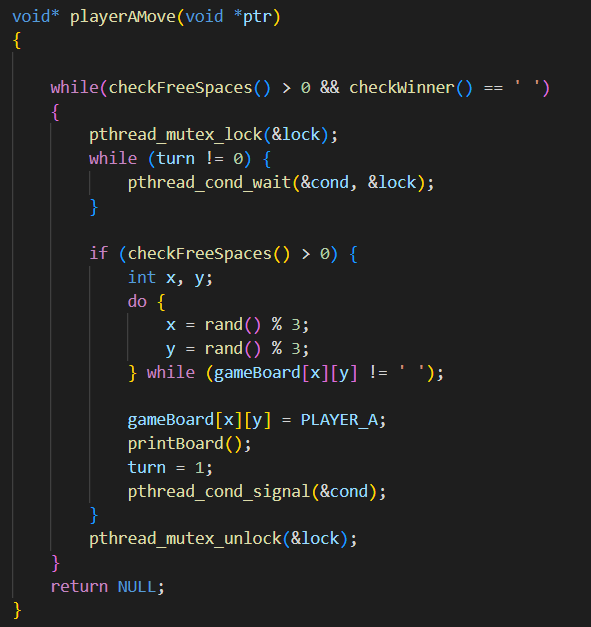 void* playerAMove(void *ptr)
{
while(checkFreeSpaces() > 0 && checkWinner() == ' ')
{
pthread_mutex_lock(&lock);
while (turn != 0) {
pthread_cond_wait(&cond, &lock);
}
if (checkFreeSpaces() > 0) {
int x, y;
do {
x = rand() % 3;
y = rand() % 3;
} while (gameBoard[x][y] != ' ');
gameBoard[x][y] = PLAYER_A;
printBoard();
turn = 1;
pthread_cond_signal(&cond);
}
pthread_mutex_unlock(&lock);
}
return NULL;
}